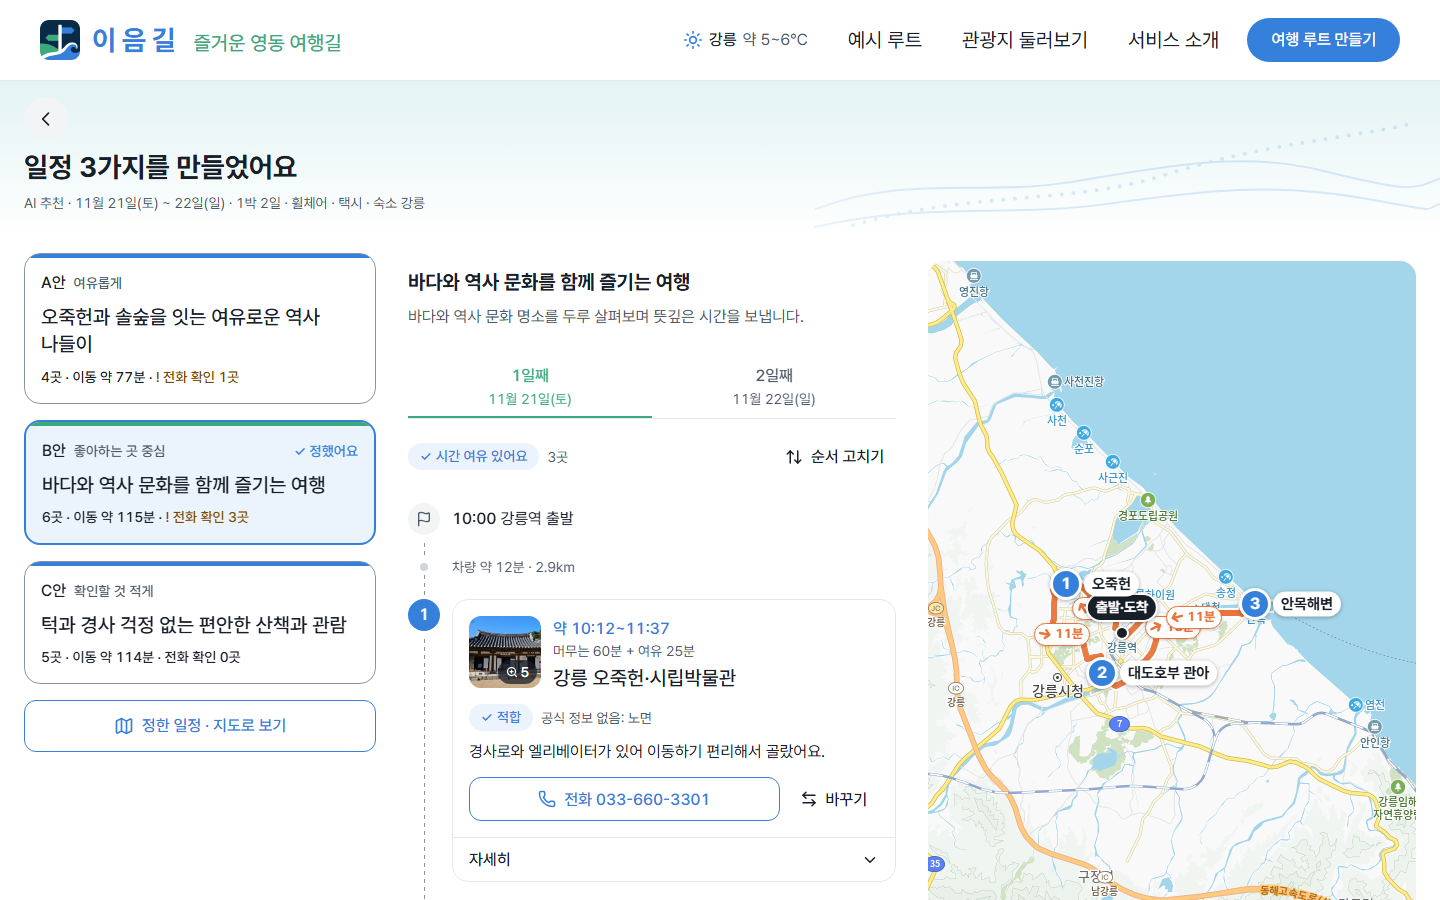 이음길 즐거운 영동 여행길
강릉 약 5~6°C
예시 루트
관광지 둘러보기
서비스 소개
여행 루트 만들기
일정 3가지를 만들었어요
AI 추천 · 11월 21일(토) ~ 22일(일) · 1박 2일 · 휠체어 · 택시 · 숙소 강릉
A안 여유롭게
오죽헌과 솔숲을 잇는 여유로운 역사
나들이
4곳 · 이동 약 77분 · ! 전화 확인 1곳
B안 좋아하는 곳 중심
정했어요
바다와 역사 문화를 함께 즐기는 여행
6곳 · 이동 약 115분 · ! 전화 확인 3곳
C안 확인할 것 적게
턱과 경사 걱정 없는 편안한 산책과 관람
5곳 · 이동 약 114분 · 전화 확인 0곳
정한 일정 · 지도로 보기
바다와 역사 문화를 함께 즐기는 여행
바다와 역사 문화 명소를 두루 살펴보며 뜻깊은 시간을 보냅니다.
1일째
11월 21일(토)
2일째
11월 22일(일)
시간 여유 있어요
3곳
순서 고치기
10:00 강릉역 출발
차량 약 12분 · 2.9km
1
약 10:12~11:37
머무는 60분 + 여유 25분
강릉 오죽헌·시립박물관
5
적합
공식 정보 없음: 노면
경사로와 엘리베이터가 있어 이동하기 편리해서 골랐어요.
전화 033-660-3301
바꾸기
자세히
영진항
사천진항
사천
순포
사근진
경포도립공원
1 오죽헌
송정
출발·도착
3 안목해변
11분
11분
강릉역
2 대도호부 관아
강릉시청
JC
강릉
IC
강릉
7
염전
안인항
강릉임해
자연휴양림
35
IC
남강릉
동해고속도로